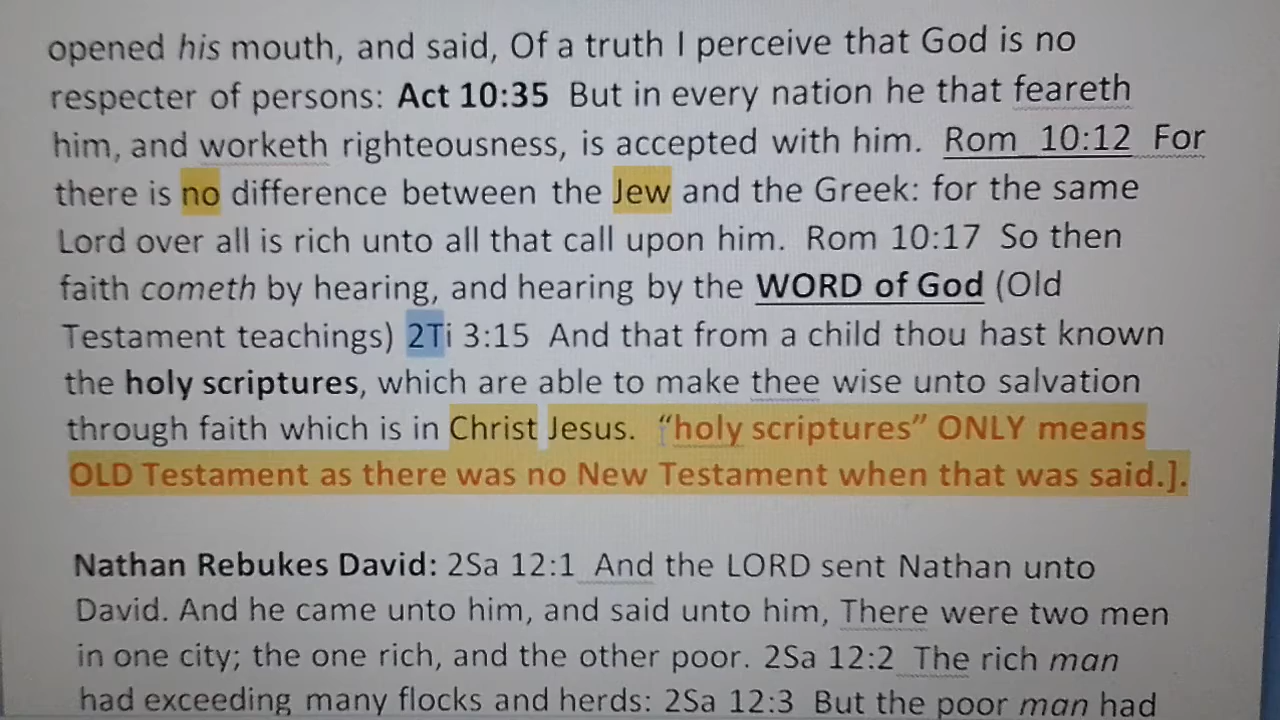 opened his mouth, and said, Of a truth I perceive that God is no
respecter of persons: Act 10:35 But in every nation he that feareth
him, and worketh righteousness, is accepted with him. Rom 10:12 For
there is no difference between the Jew and the Greek: for the same
Lord over all is rich unto all that call upon him. Rom 10:17 So then
faith cometh by hearing, and hearing by the WORD of God (Old
Testament teachings) 2Ti 3:15 And that from a child thou hast known
the holy scriptures, which are able to make thee wise unto salvation
through faith which is in Christ Jesus. “holy scriptures” ONLY means
OLD Testament as there was no New Testament when that was said.].
Nathan Rebukes David: 2Sa 12:1 And the LORD sent Nathan unto
David. And he came unto him, and said unto him, There were two men
in one city; the one rich, and the other poor. 2Sa 12:2 The rich man
had exceeding many flocks and herds: 2Sa 12:3 But the poor man had